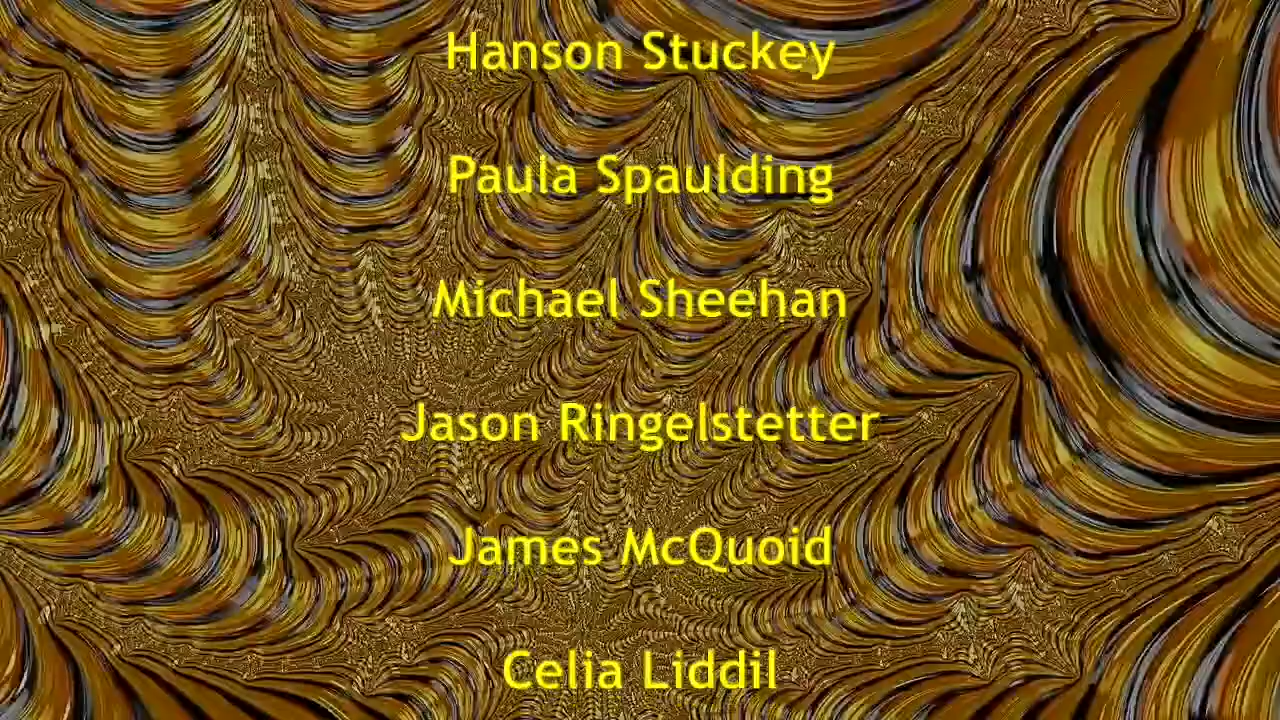 Hanson Stuckey
Paula Spaulding
Michael Sheehan
Jason Ringelstetter
James McQuoid
Celia Liddil